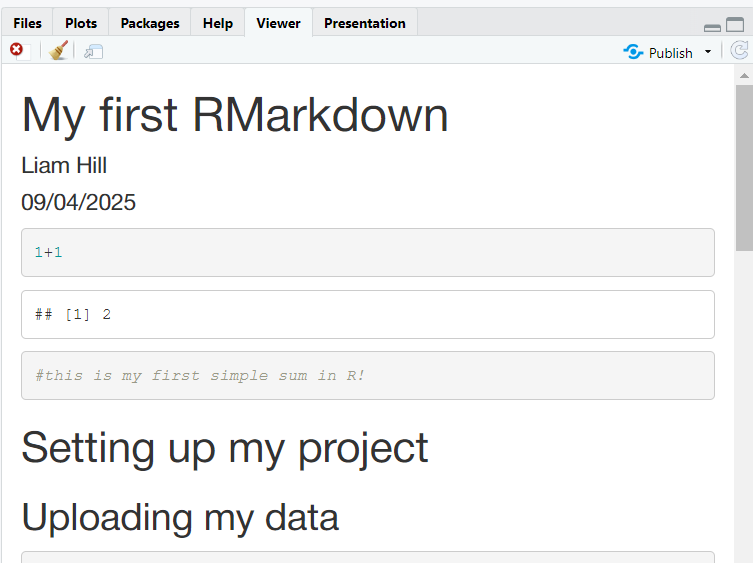 Files Plots Packages Help Viewer Presentation
Publish
My first RMarkdown
Liam Hill
09/04/2025
1+1
## [1] 2
#this is my first simple sum in R!
Setting up my project
Uploading my data